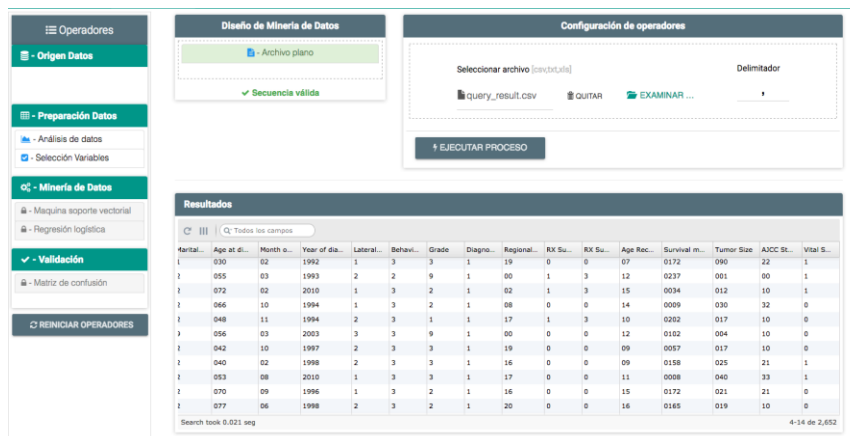 Operadores
- Origen Datos
- Preparación datos
- Análisis de datos
- Selección Variables
- Minería de Datos
- Maquina soporte vectorial
- Regresión logística
- Validación
- Matriz de confusión
REINICIAR OPERADORES
Diseño de Mineria de Datos
- Archivo plano
Secuencia válida
Configuración de operadores
Seleccionar archivo [csv,txt,xls]
Delimitador
query_result.csv QUITAR EXAMINAR ... ,
EJECUTAR PROCESO
Resultados
Todos los campos
Marital... Age at di... Month o... Year of dia... Lateral... Behavi... Grade Diagno... Regional... RX Su... RX Su... Age Rec... Survival m... Tumor Size AJCC St... Vital S...
030 02 1992 1 3 3 1 19 0 0 07 0172 090 22 1
055 03 1993 2 2 9 1 00 1 3 12 0237 001 00 1
072 02 2010 1 3 2 1 02 1 3 15 0034 012 10 1
066 10 1994 1 3 2 1 08 0 0 14 0009 030 32 0
048 11 1994 2 3 1 1 17 1 3 10 0202 017 10 0
056 03 2003 3 3 9 1 00 0 0 12 0102 004 10 0
042 10 1997 2 3 3 1 19 0 0 09 0057 017 10 0
040 02 1998 2 3 3 1 16 0 0 09 0158 025 21 1
053 08 2010 1 3 3 1 17 0 0 11 0008 040 33 1
070 09 1996 1 3 2 1 16 0 0 15 0172 021 21 0
077 06 1998 2 3 2 1 20 0 0 16 0165 019 10 0
Search took 0.021 seg 4-14 de 2,652